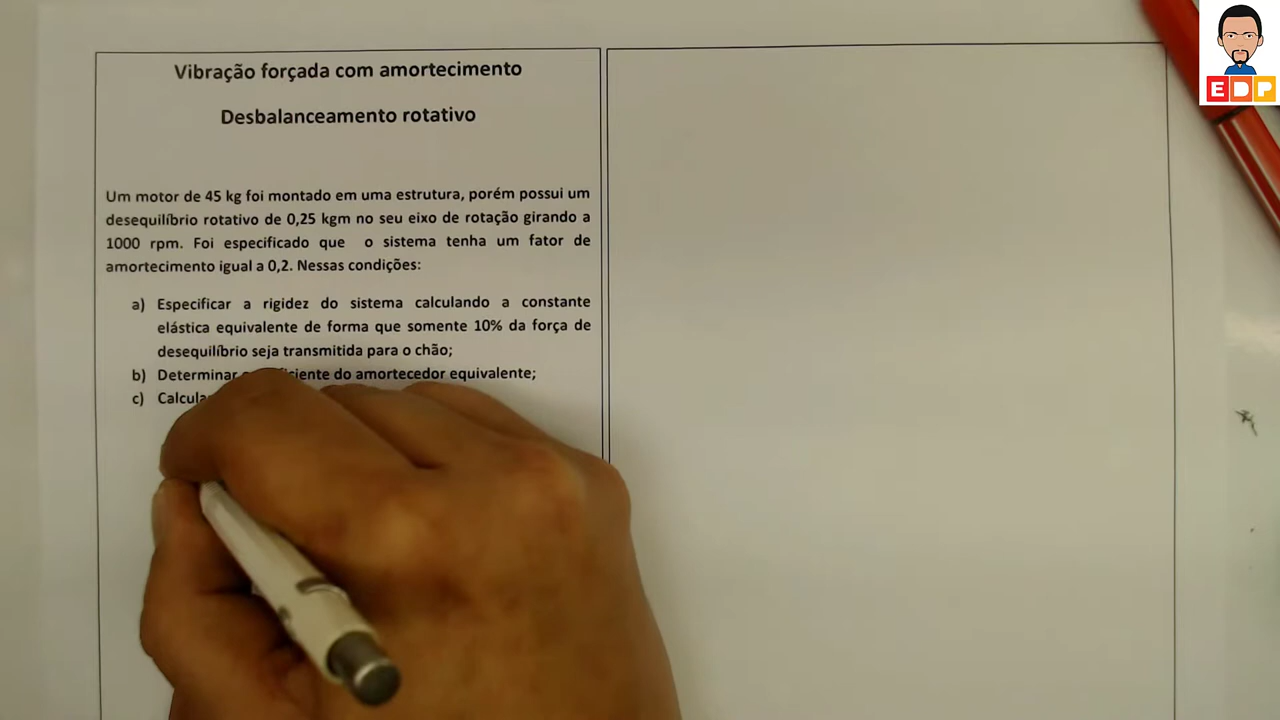 Vibração forçada com amortecimento
Desbalanceamento rotativo
Um motor de 45 kg foi montado em uma estrutura, porém possui um
desequilíbrio rotativo de 0,25 kgm no seu eixo de rotação girando a
1000 rpm. Foi especificado que o sistema tenha um fator de
amortecimento igual a 0,2. Nessas condições:
a) Especificar a rigidez do sistema calculando a constante
elástica equivalente de forma que somente 10% da força de
desequilíbrio seja transmitida para o chão;
b) Determinar do amortecedor equivalente;
c)
EDP